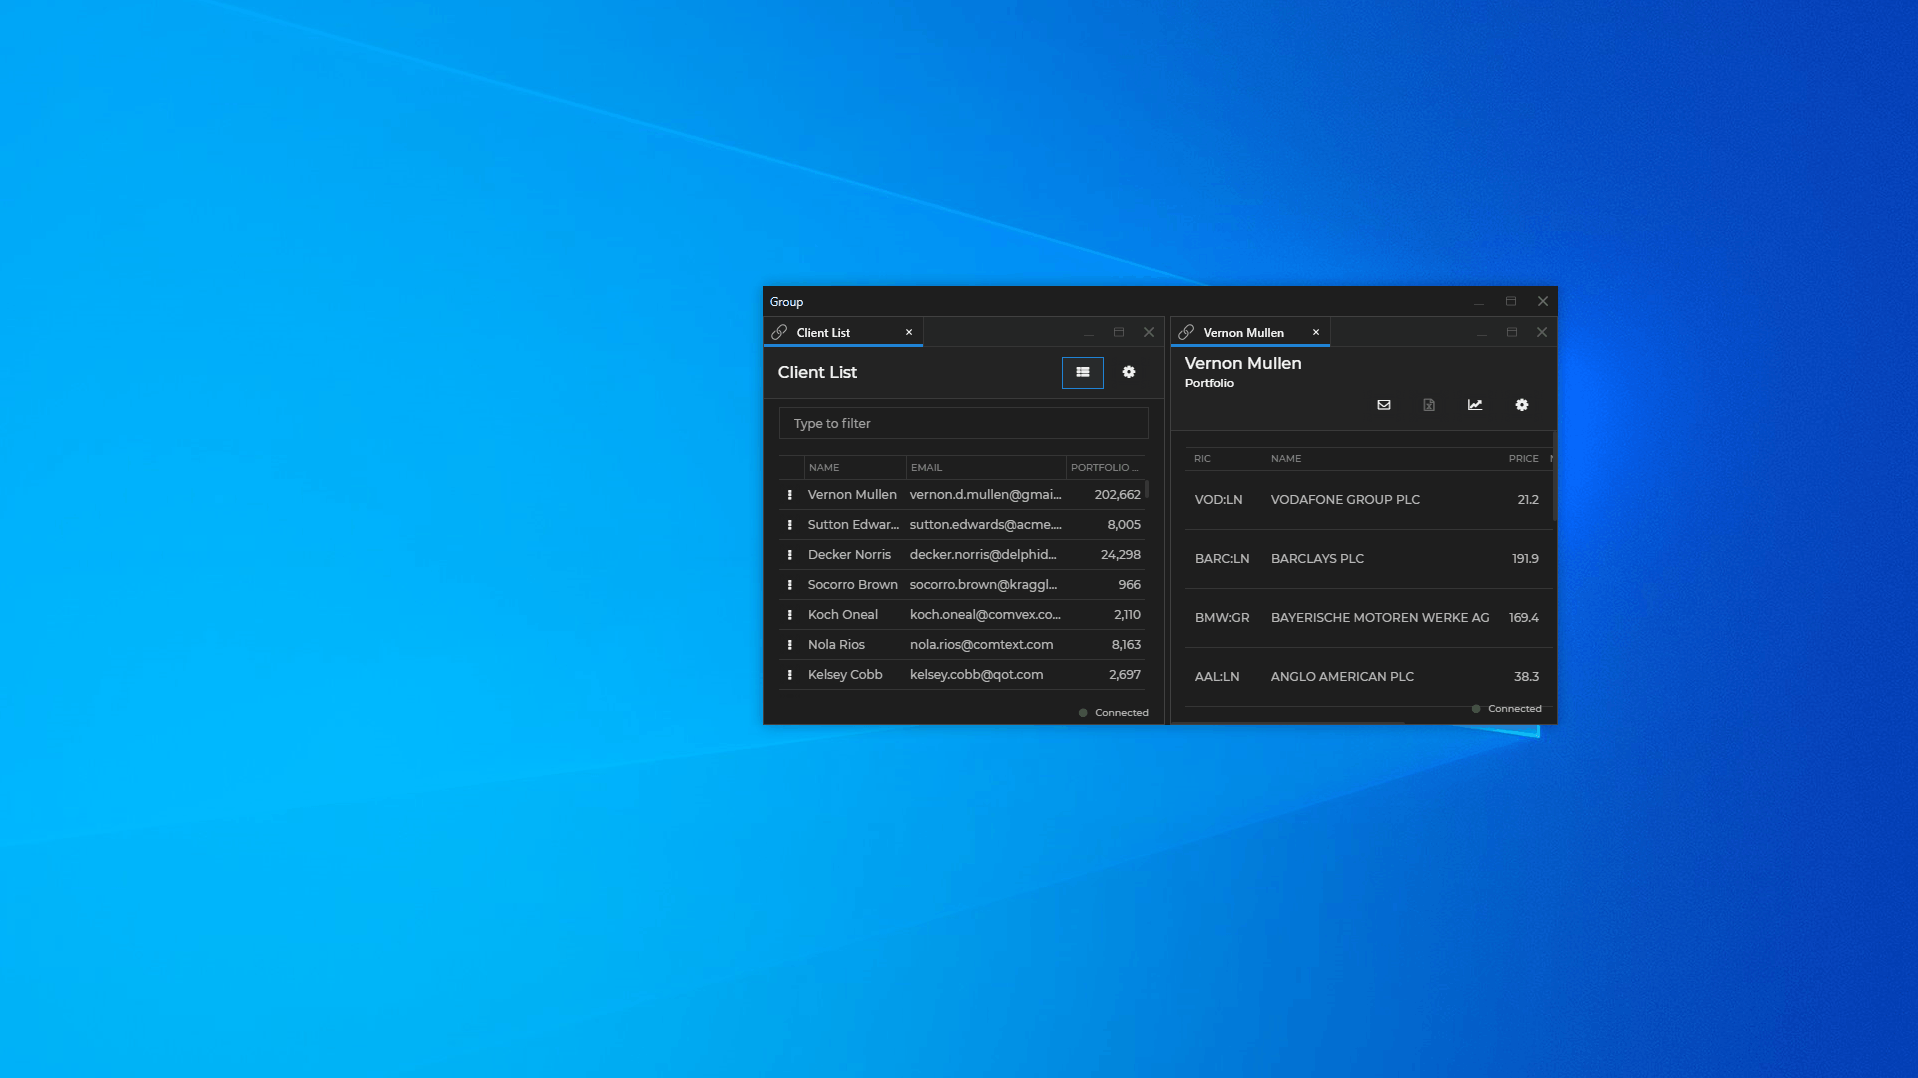 Group
Client List
Client List
Type to filter
NAME EMAIL PORTFOLIO ...
Vernon Mullen vernon.d.mullen@gmai... 202,662
Sutton Edwar... sutton.edwards@acme.... 8,005
Decker Norris decker.norris@delphid... 24,298
Socorro Brown socorro.brown@kraggl... 966
Koch Oneal koch.oneal@comvex.co... 2,110
Nola Rios nola.rios@comtext.com 8,163
Kelsey Cobb kelsey.cobb@qot.com 2,697
Connected
Vernon Mullen
Vernon Mullen
Portfolio
RIC NAME PRICE
VOD:LN VODAFONE GROUP PLC 21.2
BARC:LN BARCLAYS PLC 191.9
BMW:GR BAYERISCHE MOTOREN WERKE AG 169.4
AAL:LN ANGLO AMERICAN PLC 38.3
Connected